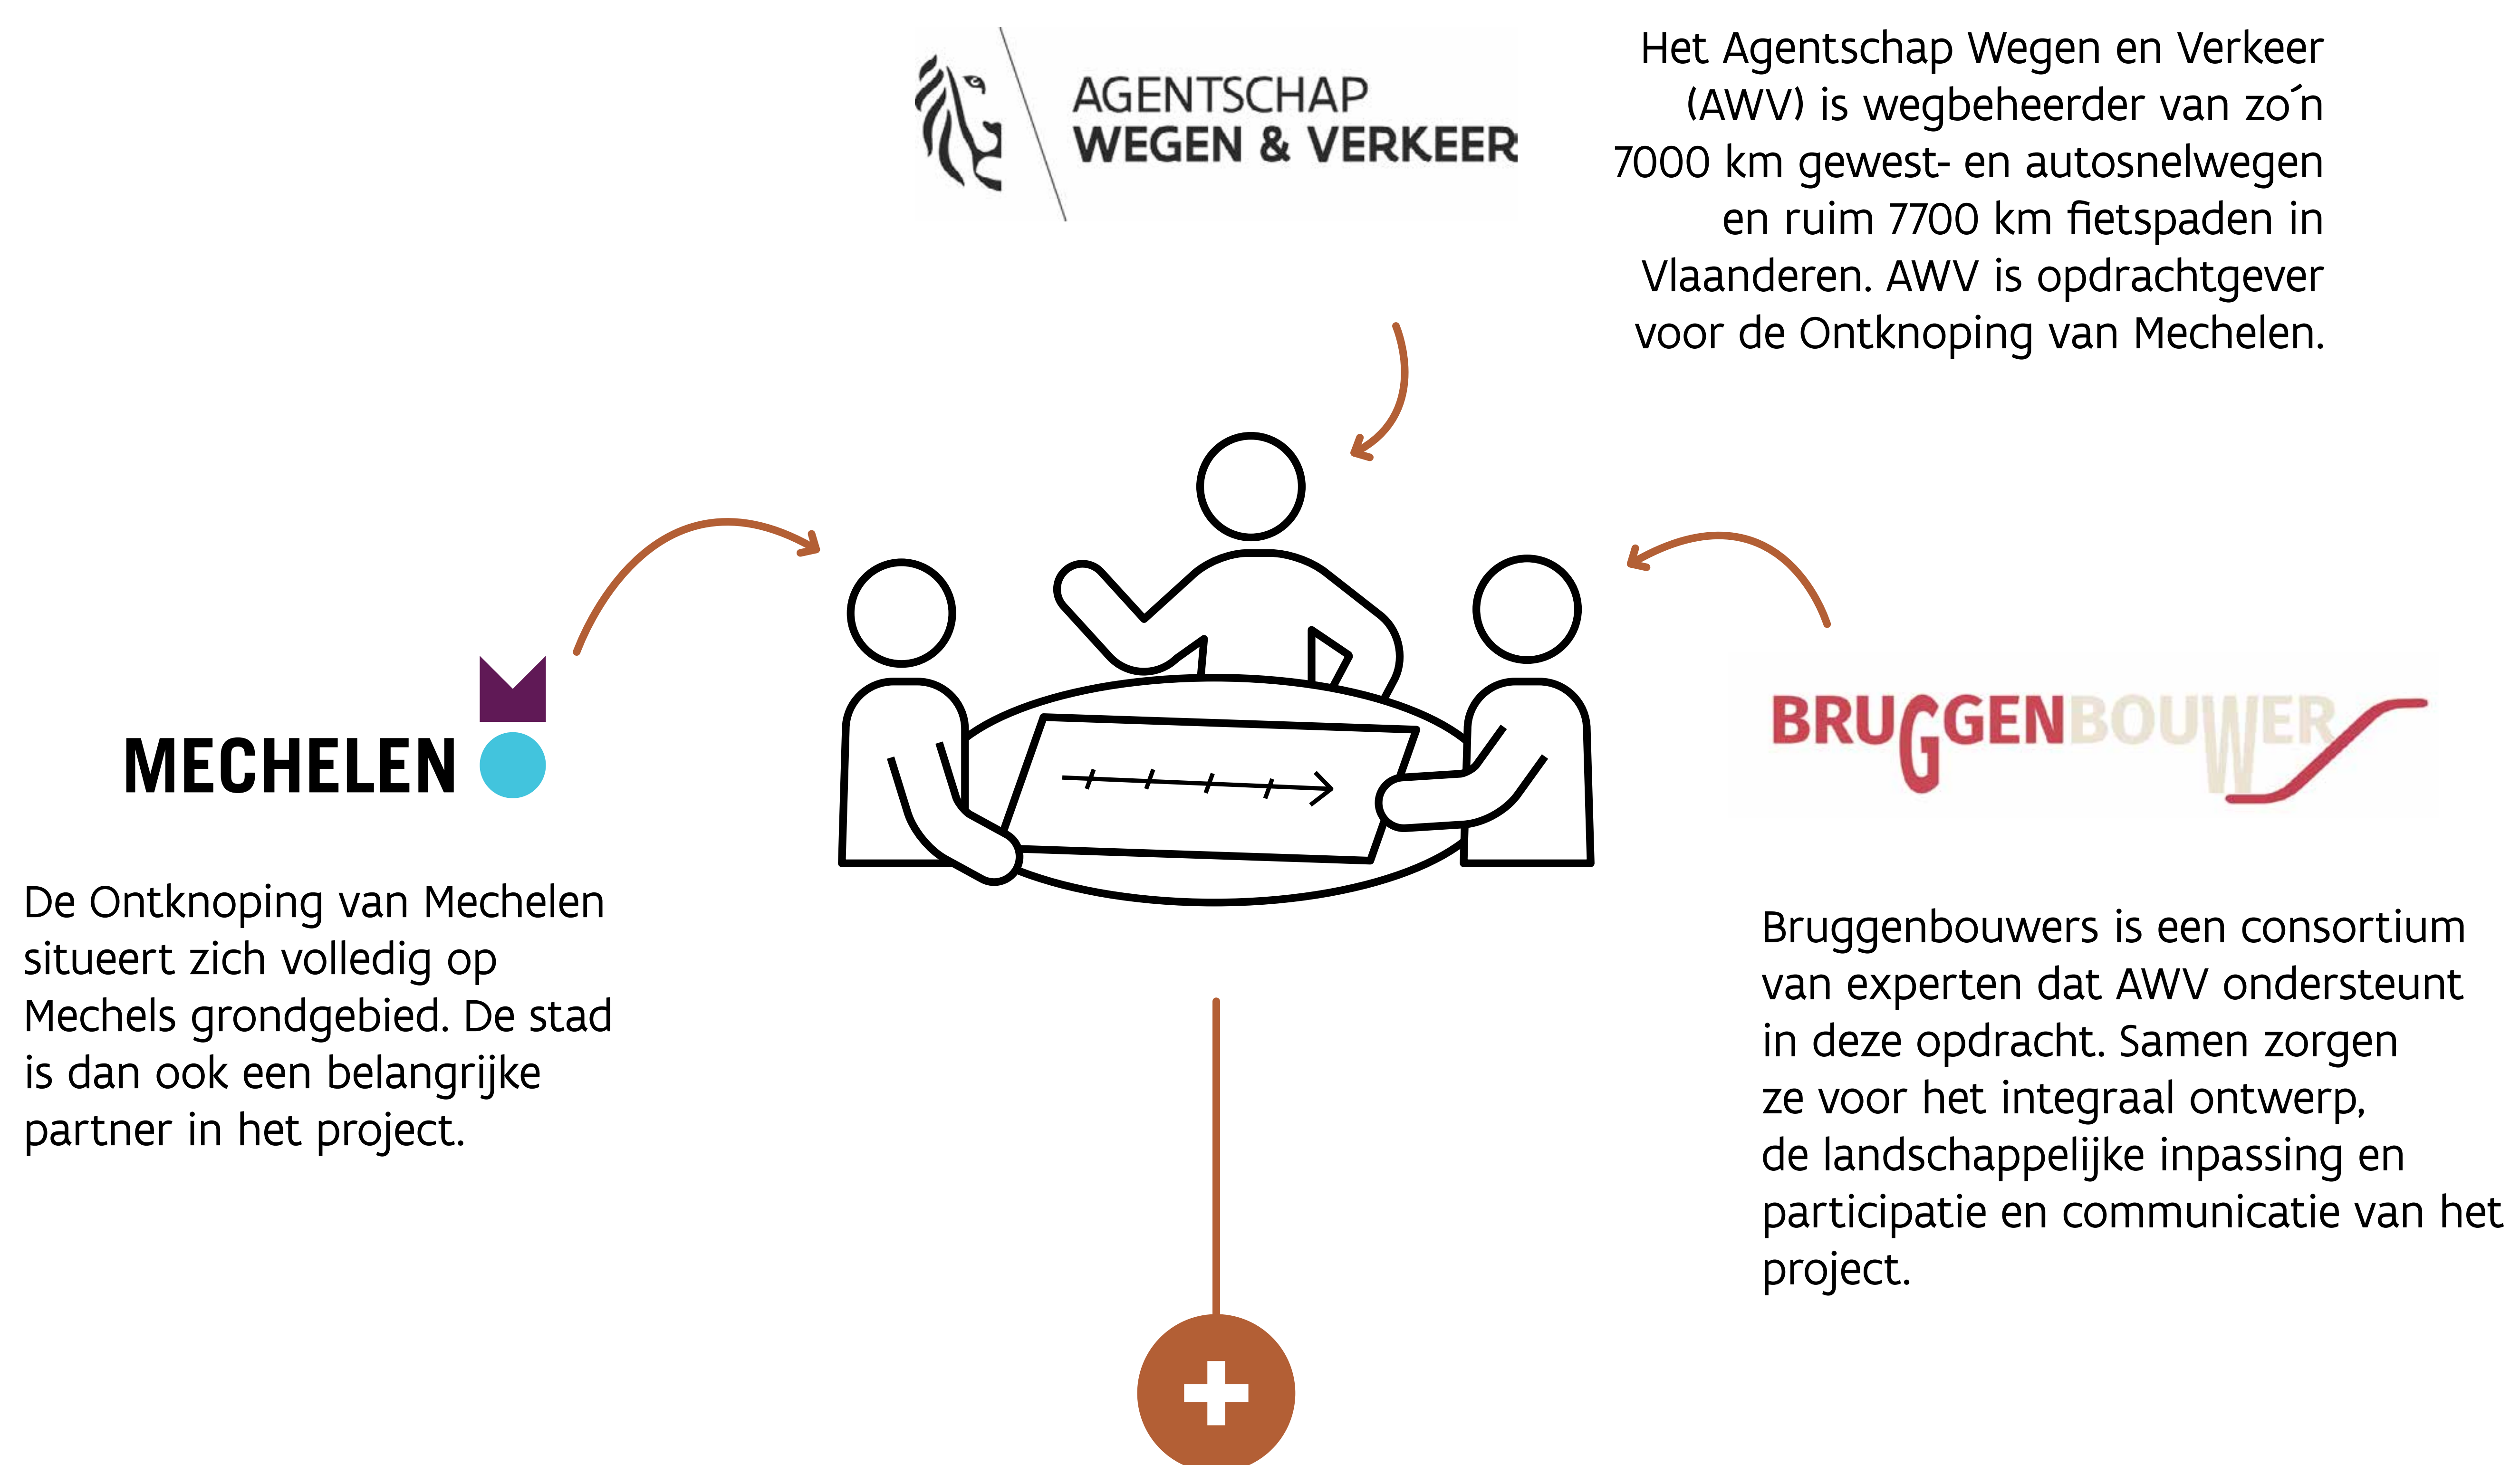 AGENTSCHAP
WEGEN & VERKEER
Het Agentschap Wegen en Verkeer
(AWV) is wegbeheerder van zo´n
7000 km gewest- en autosnelwegen
en ruim 7700 km fietspaden in
Vlaanderen. AWV is opdrachtgever
voor de Ontknoping van Mechelen.
MECHELEN
De Ontknoping van Mechelen
situeert zich volledig op
Mechels grondgebied. De stad
is dan ook een belangrijke
partner in het project.
BRUGGENBOUWER
Bruggenbouwers is een consortium
van experten dat AWV ondersteunt
in deze opdracht. Samen zorgen
ze voor het integraal ontwerp,
de landschappelijke inpassing en
participatie en communicatie van het
project.